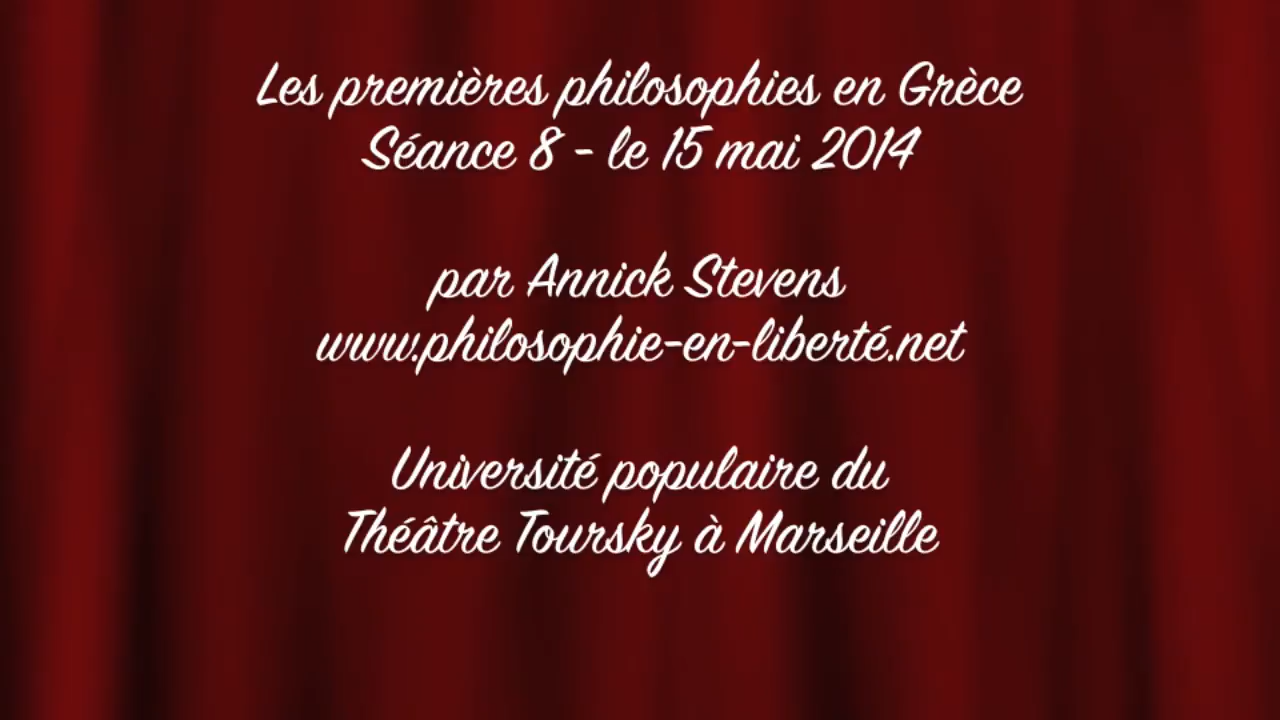 Les premières philosophies en Grèce
Séance 8 - le 15 mai 2014
par Annick Stevens
www.philosophie-en-liberté.net
Université populaire du
Théâtre Toursky à Marseille